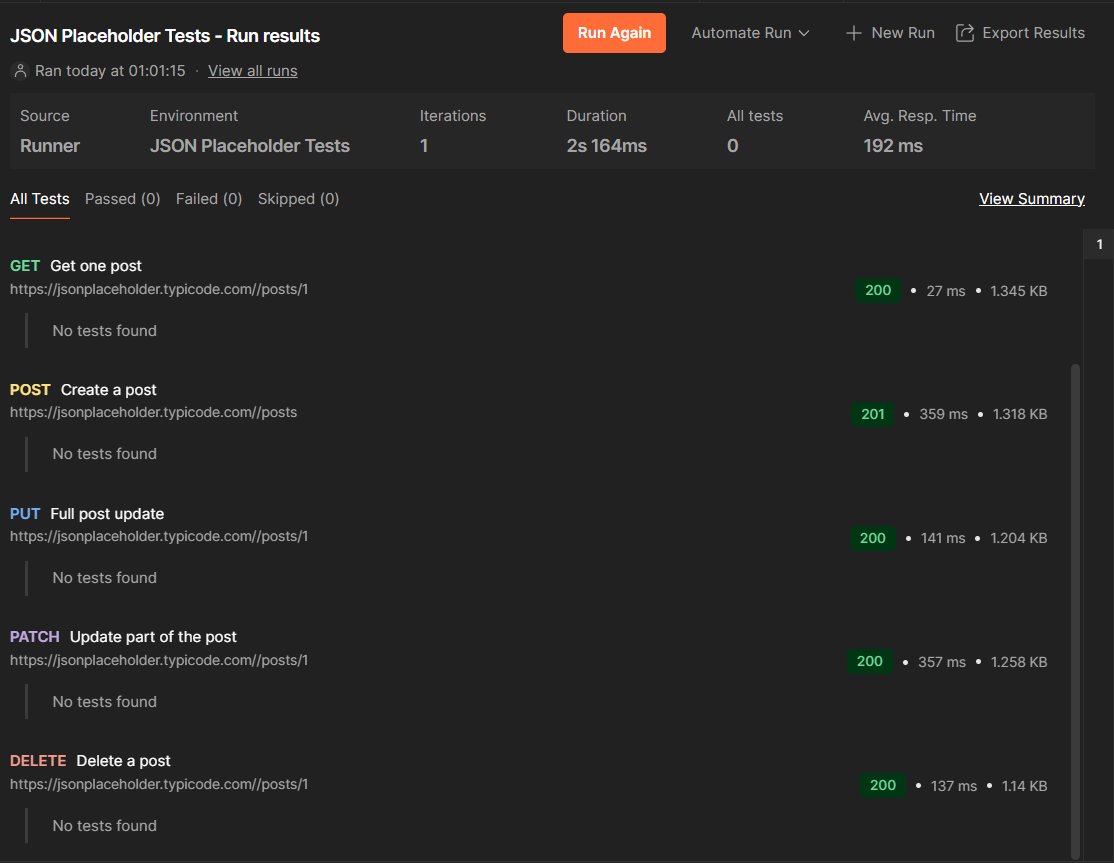 JSON Placeholder Tests - Run results
Run Again
Automate Run
New Run
Export Results
Ran today at 01:01:15 · View all runs
Source Environment Iterations Duration All tests Avg. Resp. Time
Runner JSON Placeholder Tests 1 2s 164ms 0 192 ms
All Tests Passed (0) Failed (0) Skipped (0) View Summary
1
GET Get one post
https://jsonplaceholder.typicode.com//posts/1
200 • 27 ms • 1.345 KB
No tests found
POST Create a post
https://jsonplaceholder.typicode.com//posts
201 • 359 ms • 1.318 KB
No tests found
PUT Full post update
https://jsonplaceholder.typicode.com//posts/1
200 • 141 ms • 1.204 KB
No tests found
PATCH Update part of the post
https://jsonplaceholder.typicode.com//posts/1
200 • 357 ms • 1.258 KB
No tests found
DELETE Delete a post
https://jsonplaceholder.typicode.com//posts/1
200 • 137 ms • 1.14 KB
No tests found